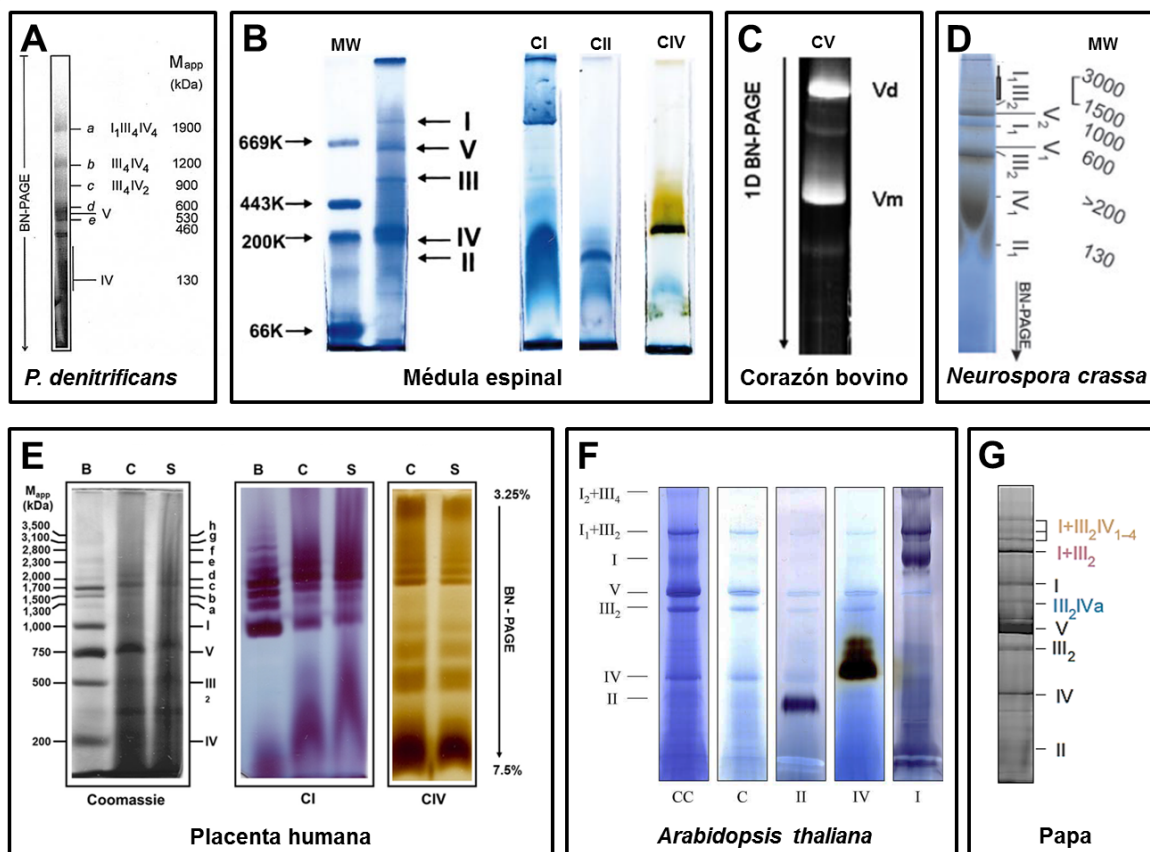 A
BN-PAGE
Mapp
(kDa)
a I1III4IV4 1900
b III4IV4 1200
c III4IV2 900
d 600
V 530
e 460
IV 130
P. denitrificans
B
MW
CI
CII
CIV
669K
443K
200K
66K
I
V
III
IV
II
Médula espinal
C
CV
1D BN-PAGE
Vd
Vm
Corazón bovino
D
MW
I1III2
3000
1500
V2
I1
1000
V1
III2
600
IV1
>200
II1
130
BN-PAGE
Neurospora crassa
E
B C S
Mapp
(kDa)
3,500
3,100
2,800
2,300
2,000
1,700
1,500
1,300
1,000
750
500
200
h
g
f
e
d
c
b
a
I
V
III
2
IV
Coomassie
B C S
CI
C S
CIV
3.25%
BN - PAGE
7.5%
Placenta humana
F
I2+III4
I1+III2
I
V
III2
IV
II
CC C II IV I
Arabidopsis thaliana
G
I+III2IV1–4
I+III2
I
III2IVa
V
III2
IV
II
Papa